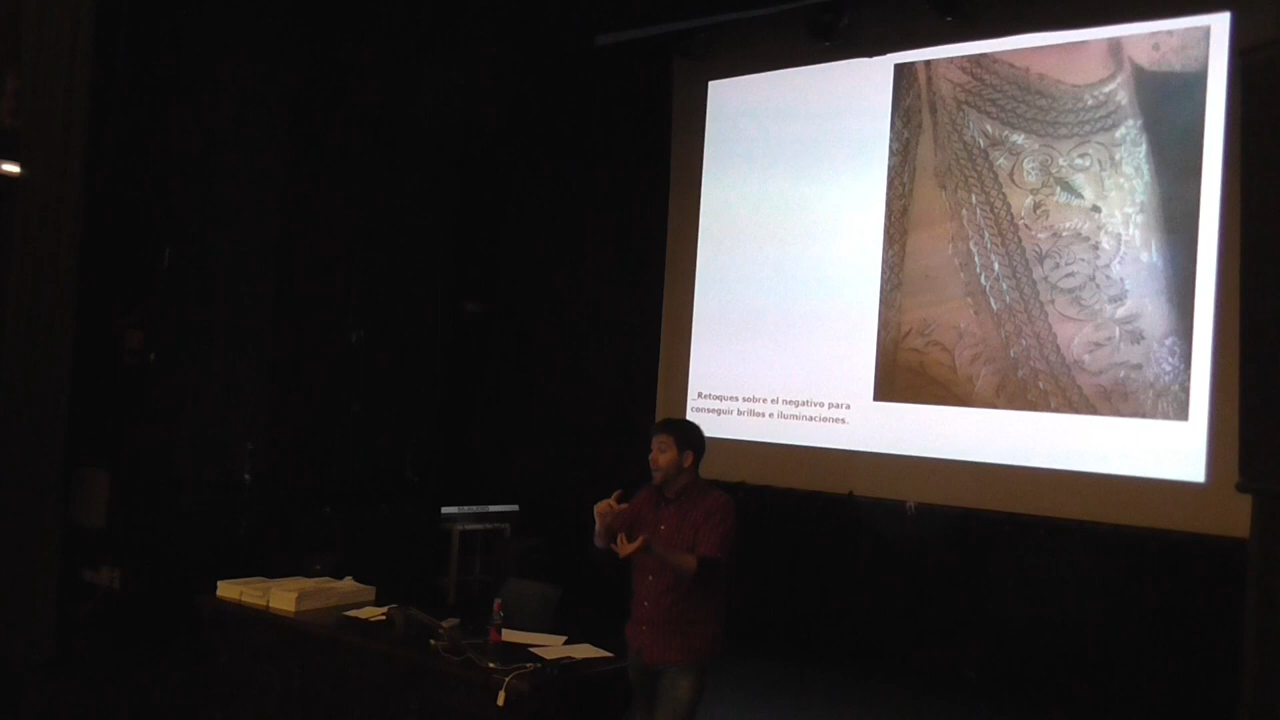 _Retoques sobre el negativo para
conseguir brillos e iluminaciones.